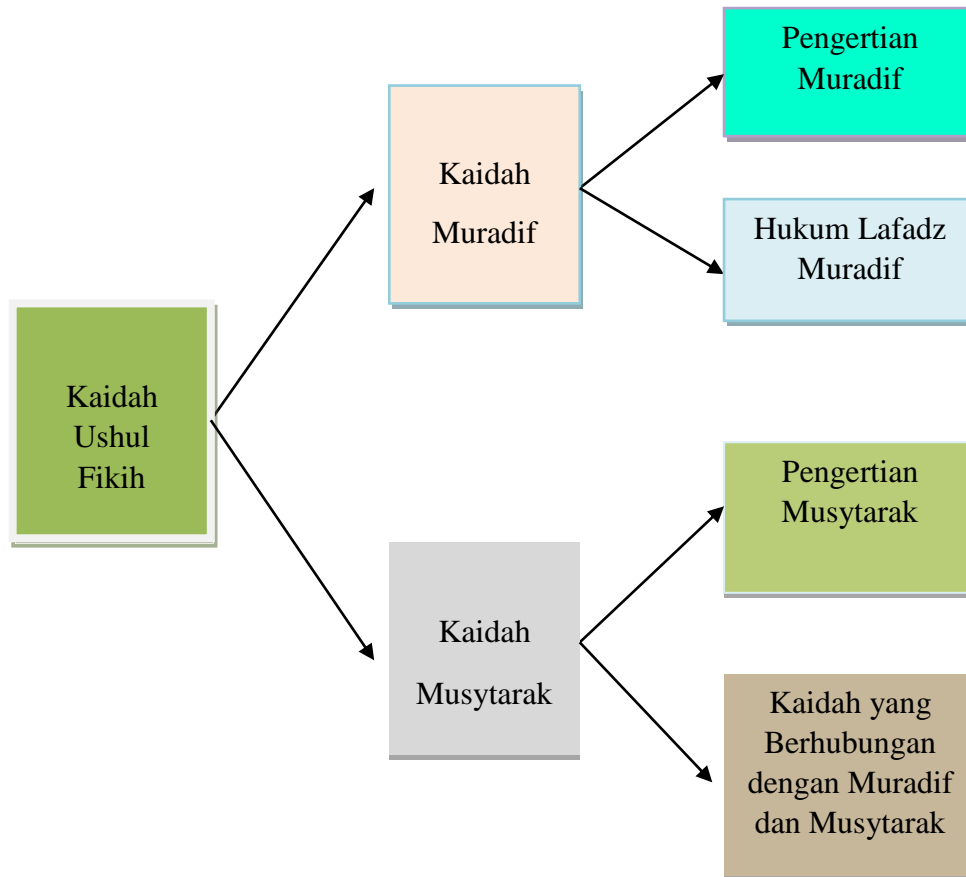 Kaidah
Ushul
Fikih
Kaidah
Muradif
Pengertian
Muradif
Hukum Lafadz
Muradif
Kaidah
Musytarak
Pengertian
Musytarak
Kaidah yang
Berhubungan
dengan Muradif
dan Musytarak